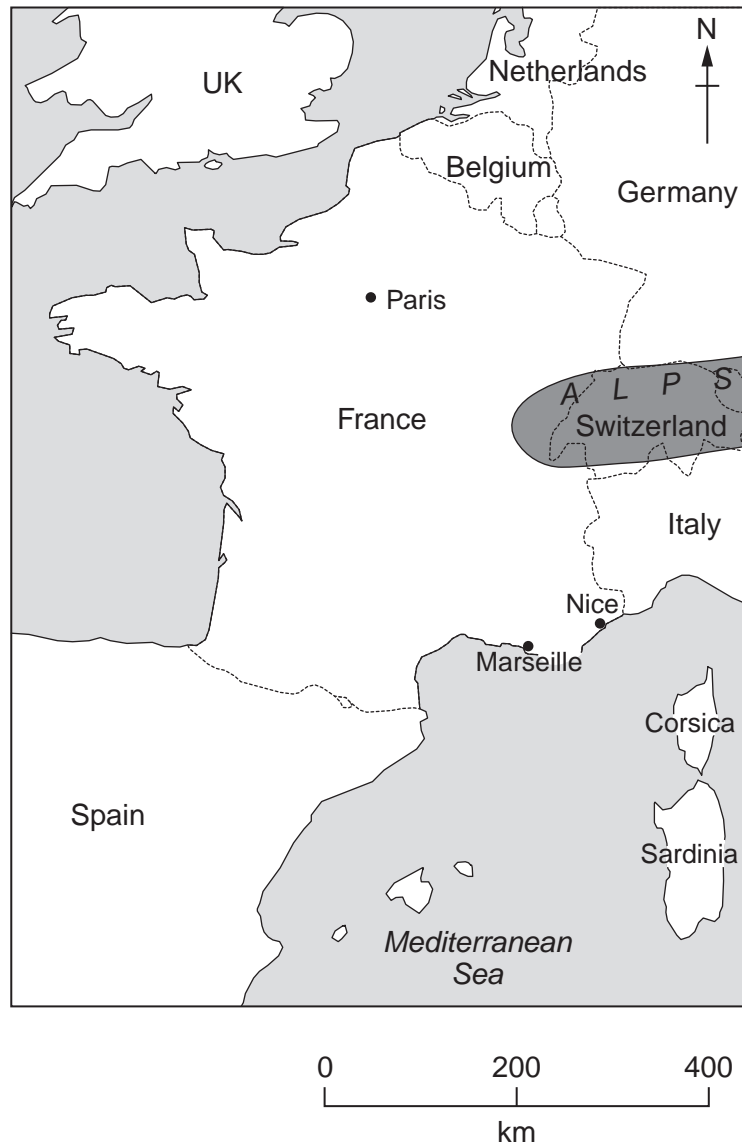 N
UK
Netherlands
Belgium
Germany
Paris
A L P S
France
Switzerland
Italy
Nice
Marseille
Corsica
Spain
Sardinia
Mediterranean
Sea
0 200 400
km